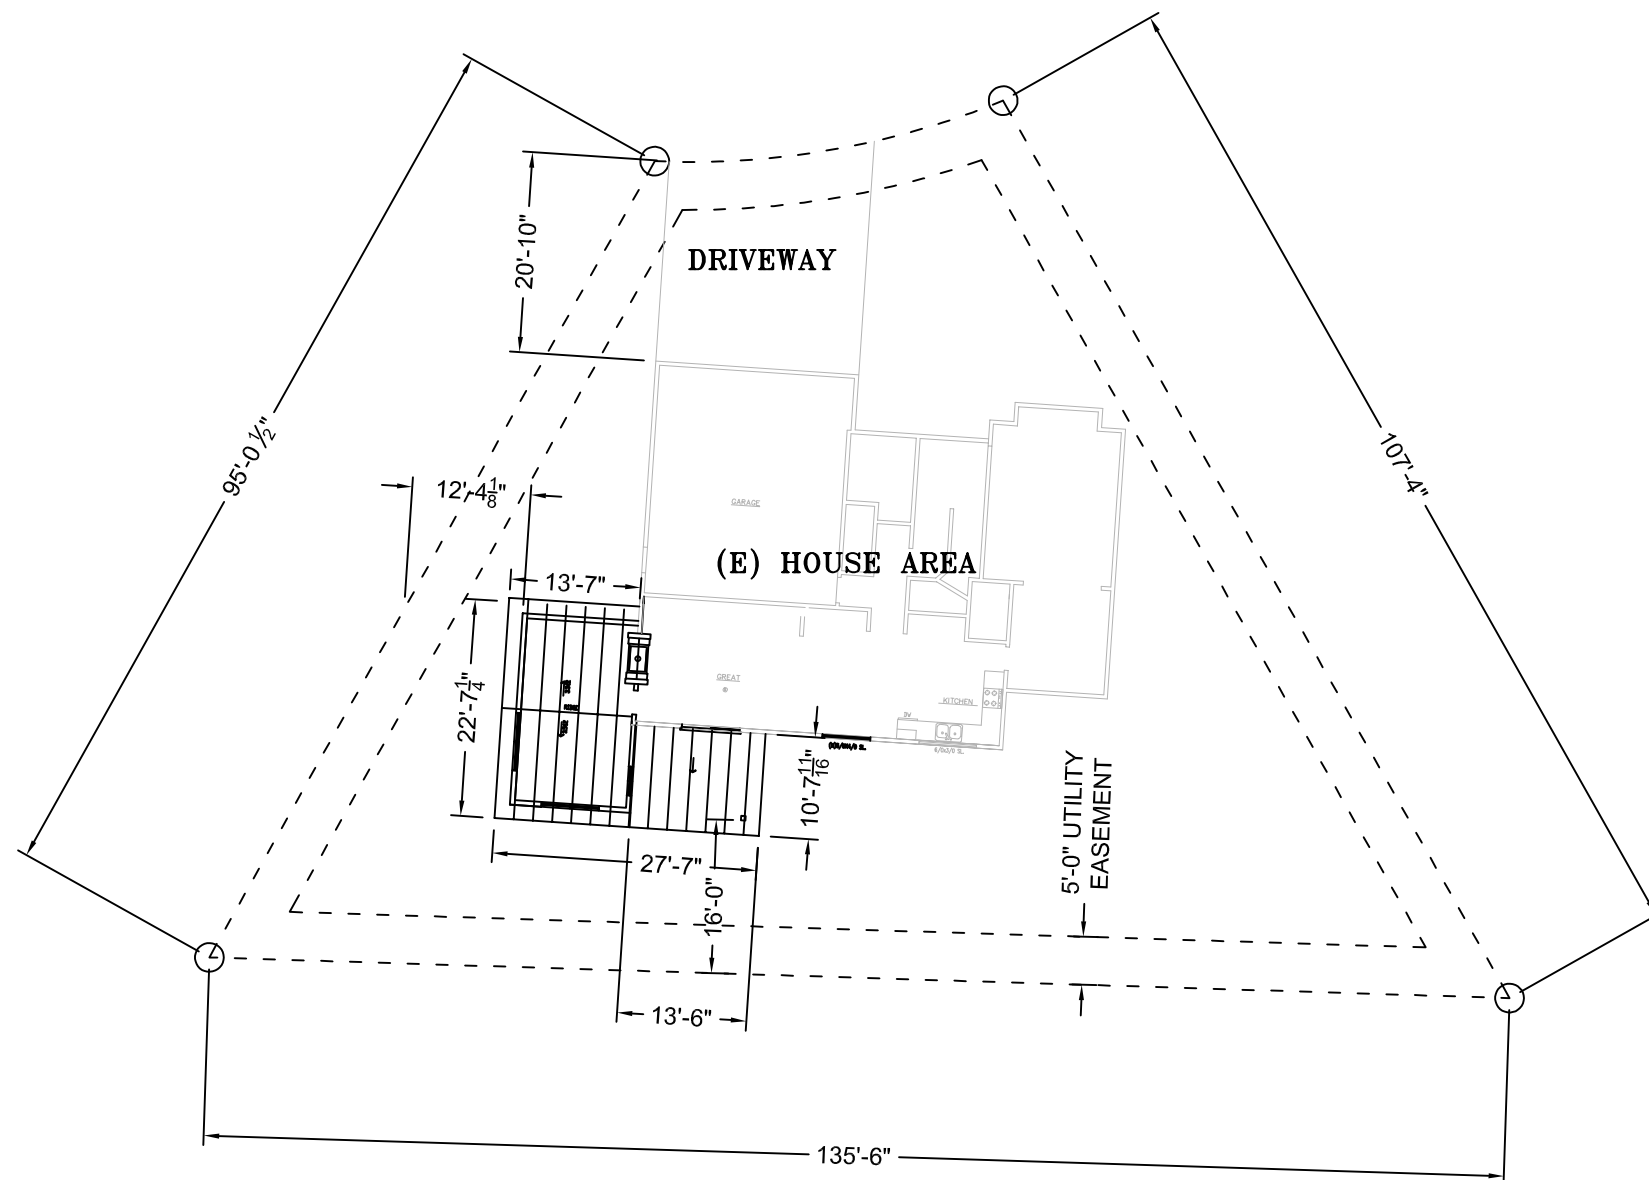 20'-10"
DRIVEWAY
95'-0 1/2"
107'-4"
12'-4 1/8"
GARAGE
(E) HOUSE AREA
13'-7"
22'-7 1/4"
GREAT
KITCHEN
DW
RIDGE
10'-7 11/16"
5'-0" UTILITY
EASEMENT
27'-7"
16'-0"
13'-6"
135'-6"